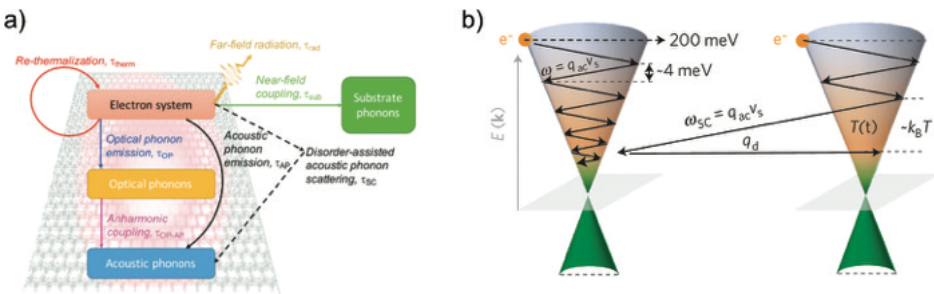 a)
Far-field radiation, τrad
Re-thermalization, τtherm
Near-field
coupling, τsub
Electron system
Substrate
phonons
Optical phonon
emission, τOP
Acoustic
phonon
emission, τAP
Disorder-assisted
acoustic phonon
scattering, τSC
Optical phonons
Anharmonic
coupling, τOP-AP
Acoustic phonons
b)
e⁻
200 meV
e⁻
ω = qacvs
~4 meV
E (k)
ωSC = qacvs
T(t)
~kBT
qd